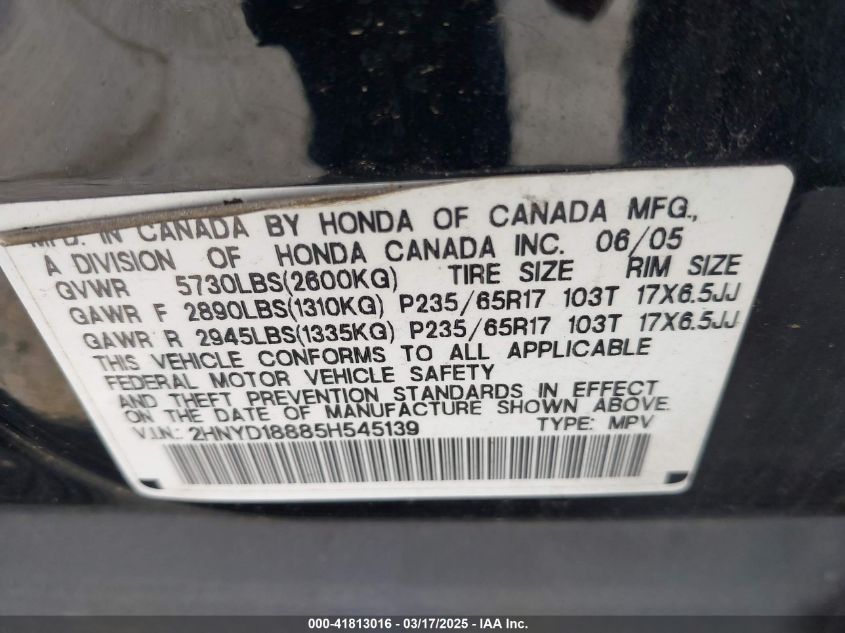 MFD. IN CANADA BY HONDA OF CANADA MFG.,
A DIVISION OF HONDA CANADA INC. 06/05
GVWR 5730LBS(2600KG) TIRE SIZE RIM SIZE
GAWR F 2890LBS(1310KG) P235/65R17 103T 17X6.5JJ
GAWR R 2945LBS(1335KG) P235/65R17 103T 17X6.5JJ
THIS VEHICLE CONFORMS TO ALL APPLICABLE
FEDERAL MOTOR VEHICLE SAFETY
AND THEFT PREVENTION STANDARDS IN EFFECT
ON THE DATE OF MANUFACTURE SHOWN ABOVE.
V.I.N.: 2HNYD18885H545139 TYPE: MPV
000-41813016 - 03/17/2025 - IAA Inc.